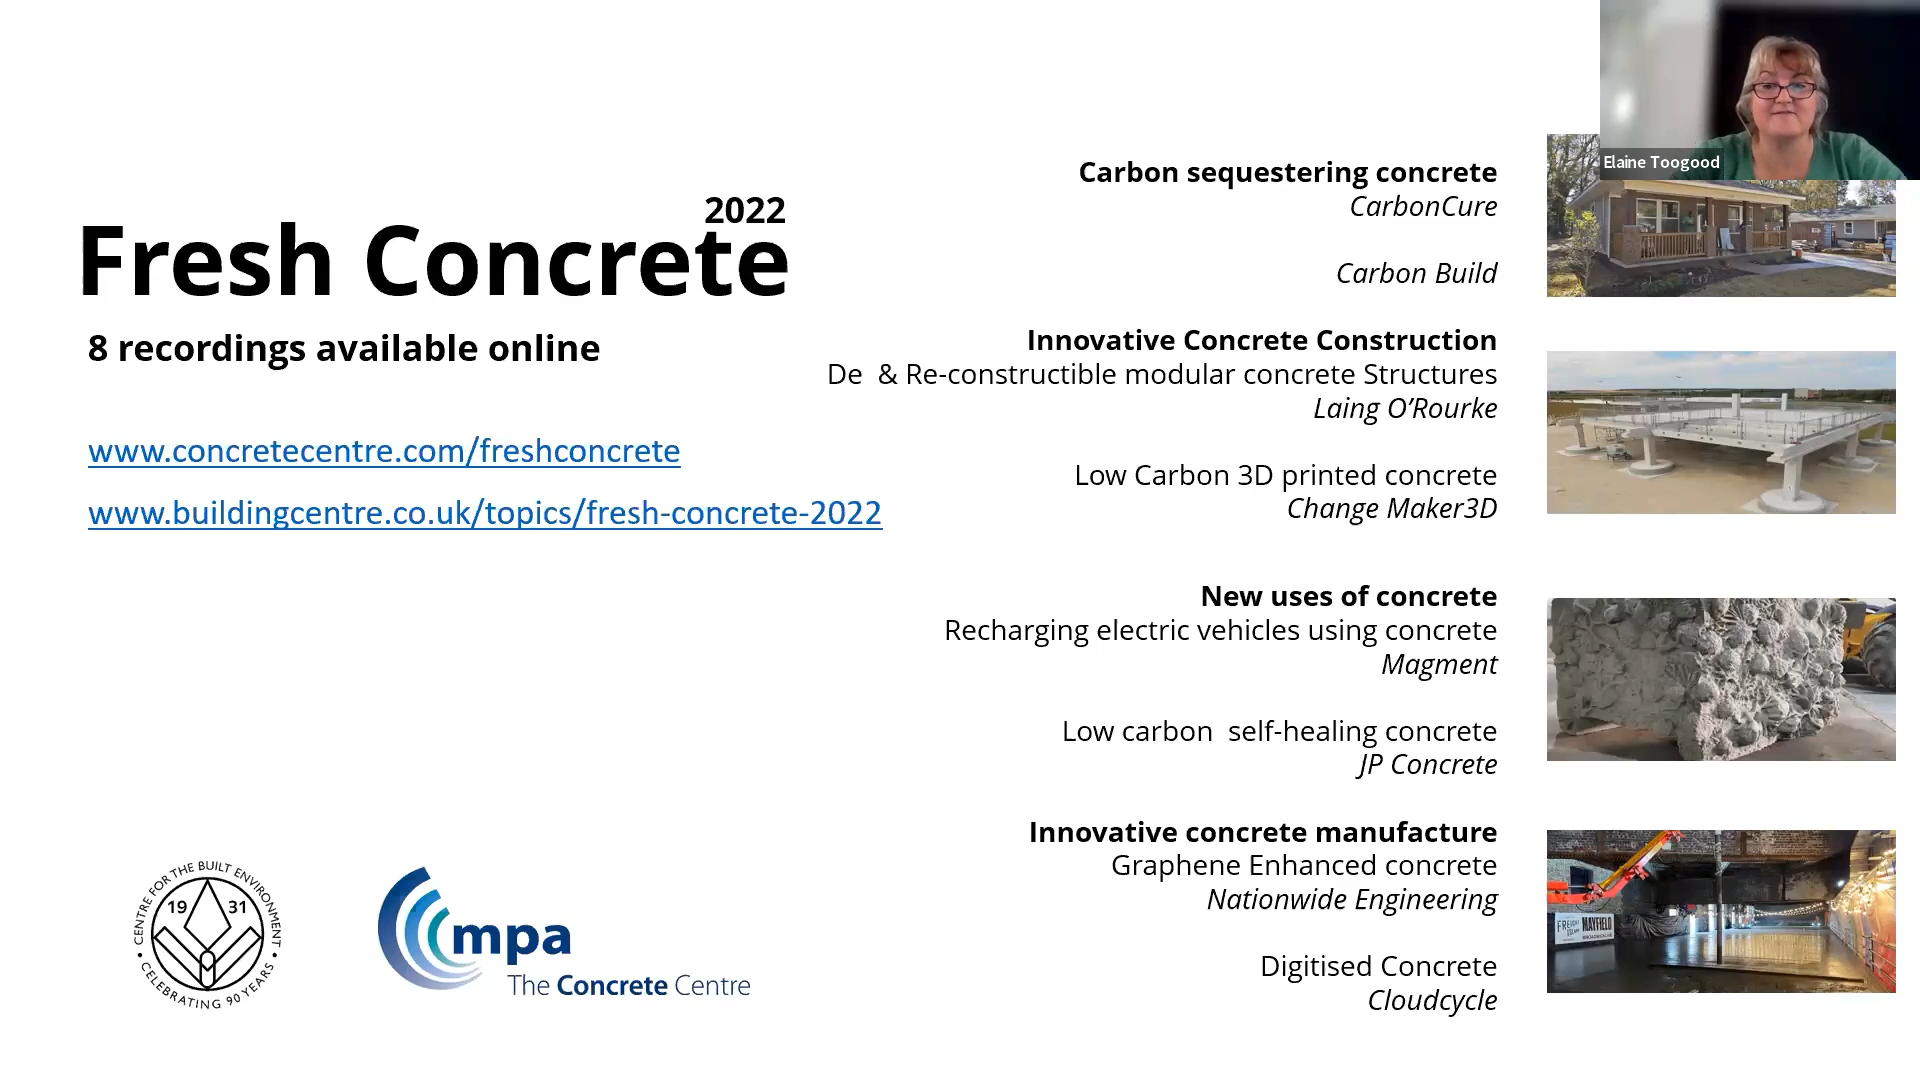 2022
Fresh Concrete
8 recordings available online
www.concretecentre.com/freshconcrete
www.buildingcentre.co.uk/topics/fresh-concrete-2022
CENTRE FOR THE BUILT ENVIRONMENT
19 31
CELEBRATING 90 YEARS
mpa
The Concrete Centre
Carbon sequestering concrete
CarbonCure
Carbon Build
Innovative Concrete Construction
De & Re-constructible modular concrete Structures
Laing O’Rourke
Low Carbon 3D printed concrete
Change Maker3D
New uses of concrete
Recharging electric vehicles using concrete
Magment
Low carbon self-healing concrete
JP Concrete
Innovative concrete manufacture
Graphene Enhanced concrete
Nationwide Engineering
Digitised Concrete
Cloudcycle
Elaine Toogood
FREIGHT
MAYFIELD